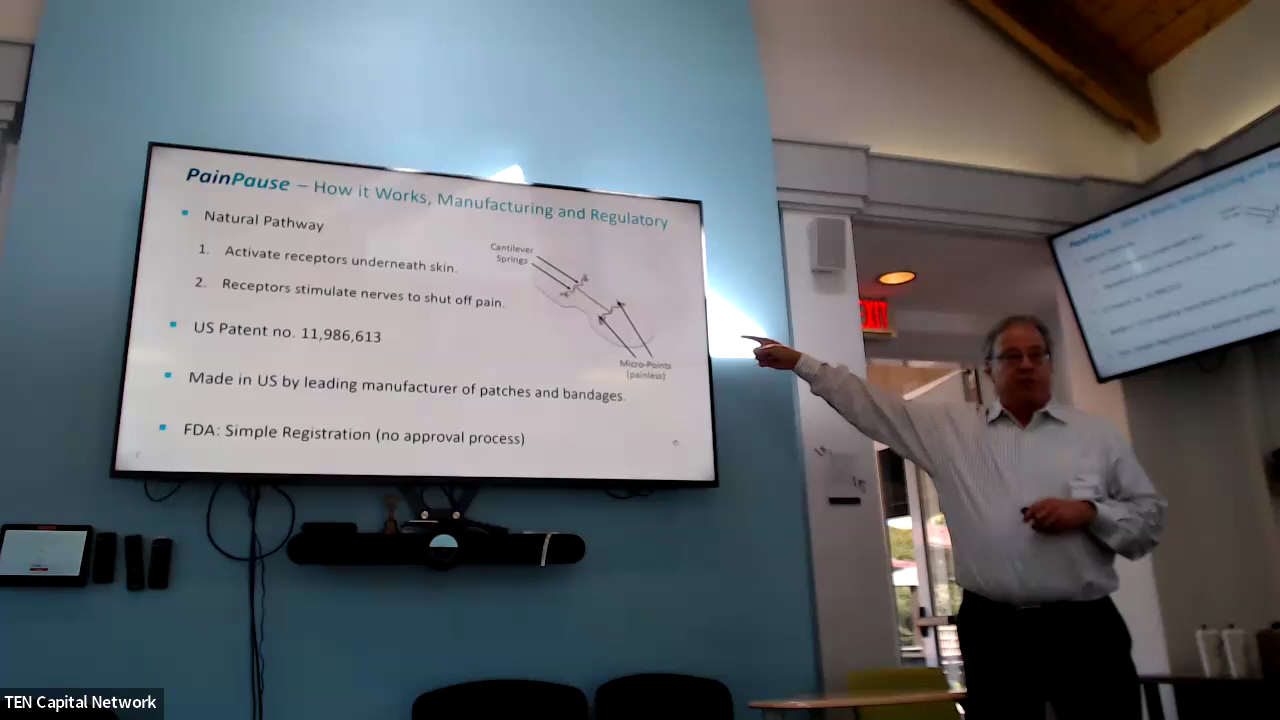 PainPause – How it Works, Manufacturing and Regulatory
Natural Pathway
1. Activate receptors underneath skin.
2. Receptors stimulate nerves to shut off pain.
Cantilever
Springs
Micro-Points
(painless)
US Patent no. 11,986,613
Made in US by leading manufacturer of patches and bandages.
FDA: Simple Registration (no approval process)
EXIT
TEN Capital Network